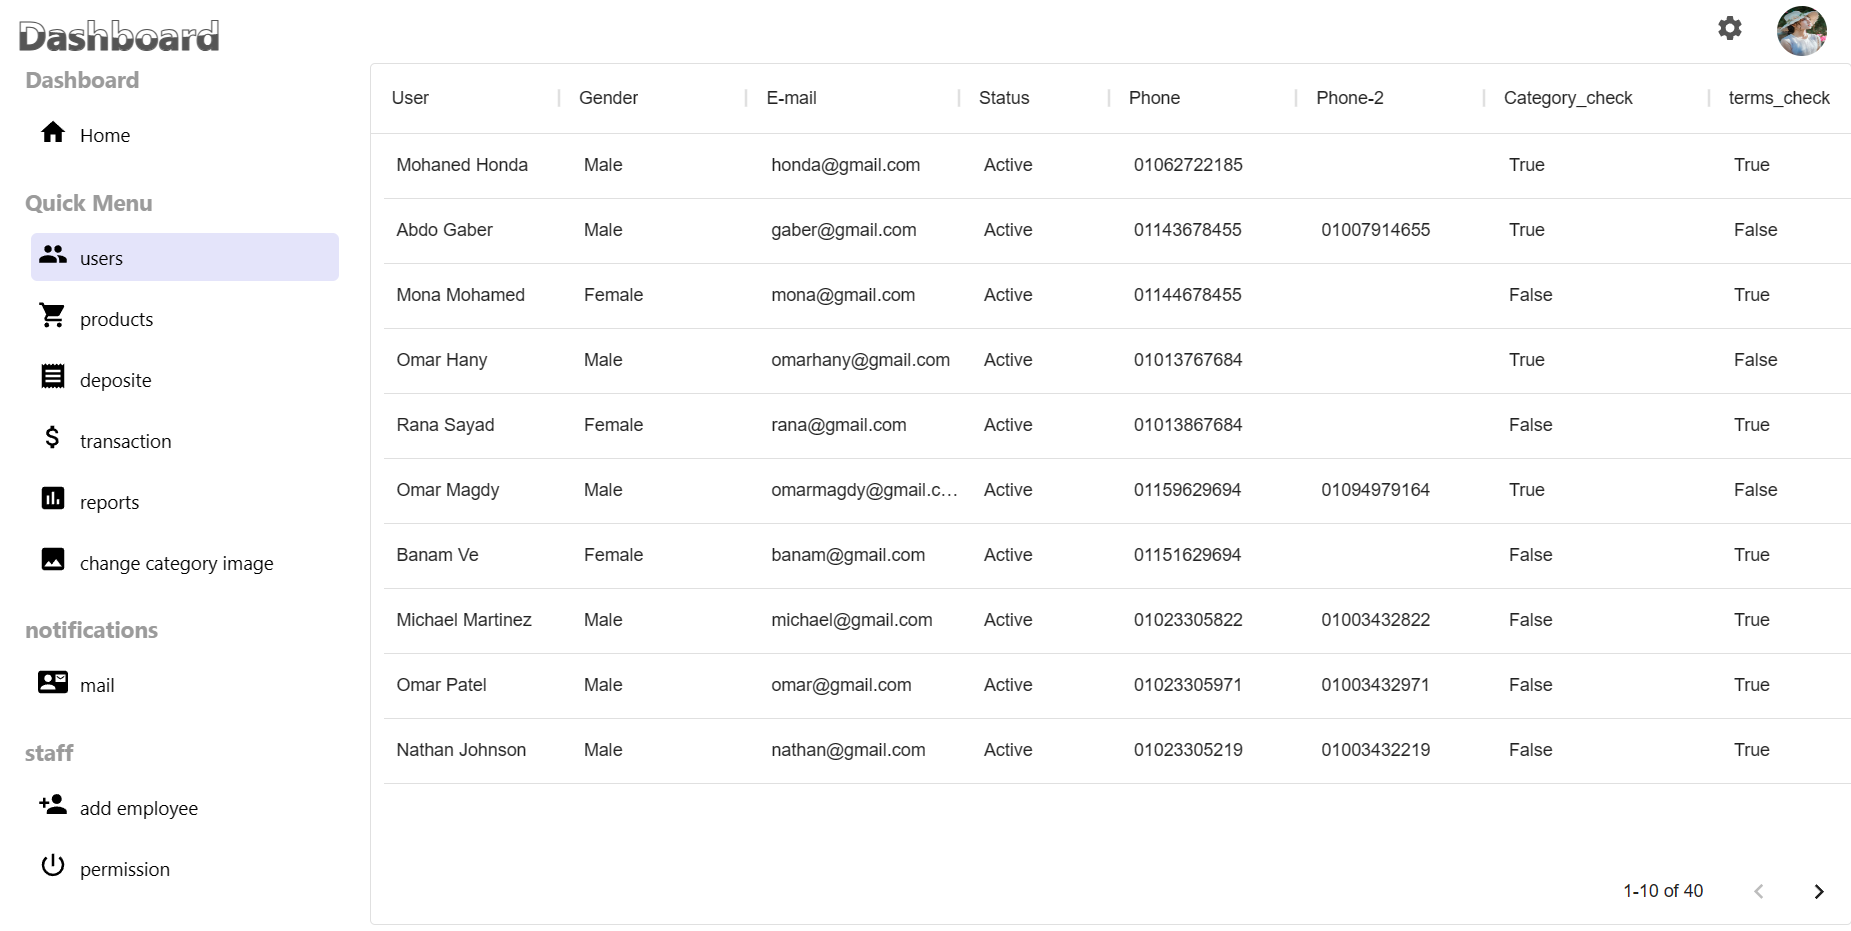 Dashboard
Dashboard
Home
Quick Menu
users
products
deposite
transaction
reports
change category image
notifications
mail
staff
add employee
permission
User Gender E-mail Status Phone Phone-2 Category_check terms_check
Mohaned Honda Male honda@gmail.com Active 01062722185 True True
Abdo Gaber Male gaber@gmail.com Active 01143678455 01007914655 True False
Mona Mohamed Female mona@gmail.com Active 01144678455 False True
Omar Hany Male omarhany@gmail.com Active 01013767684 True False
Rana Sayad Female rana@gmail.com Active 01013867684 False True
Omar Magdy Male omarmagdy@gmail.c... Active 01159629694 01094979164 True False
Banam Ve Female banam@gmail.com Active 01151629694 False True
Michael Martinez Male michael@gmail.com Active 01023305822 01003432822 False True
Omar Patel Male omar@gmail.com Active 01023305971 01003432971 False True
Nathan Johnson Male nathan@gmail.com Active 01023305219 01003432219 False True
1-10 of 40